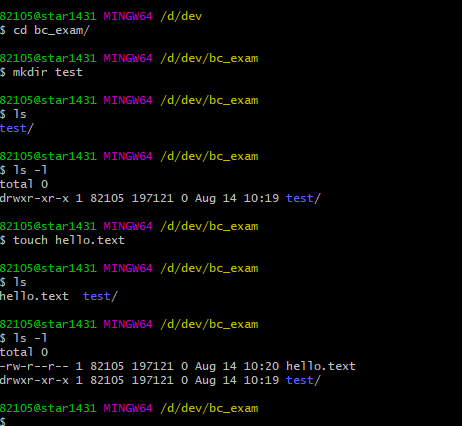 82105@star1431 MINGW64 /d/dev
$ cd bc_exam/
82105@star1431 MINGW64 /d/dev/bc_exam
$ mkdir test
82105@star1431 MINGW64 /d/dev/bc_exam
$ ls
test/
82105@star1431 MINGW64 /d/dev/bc_exam
$ ls -l
total 0
drwxr-xr-x 1 82105 197121 0 Aug 14 10:19 test/
82105@star1431 MINGW64 /d/dev/bc_exam
$ touch hello.text
82105@star1431 MINGW64 /d/dev/bc_exam
$ ls
hello.text  test/
82105@star1431 MINGW64 /d/dev/bc_exam
$ ls -l
total 0
-rw-r--r-- 1 82105 197121 0 Aug 14 10:20 hello.text
drwxr-xr-x 1 82105 197121 0 Aug 14 10:19 test/
82105@star1431 MINGW64 /d/dev/bc_exam
$